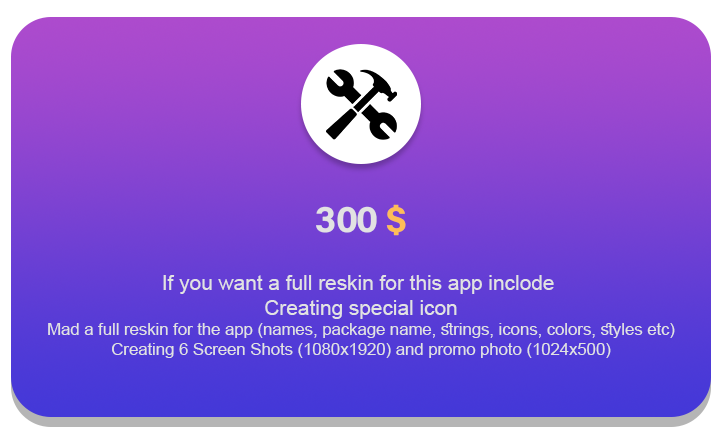 300 $
If you want a full reskin for this app include
Creating special icon
Mad a full reskin for the app (names, package name, strings, icons, colors, styles etc)
Creating 6 Screen Shots (1080x1920) and promo photo (1024x500)